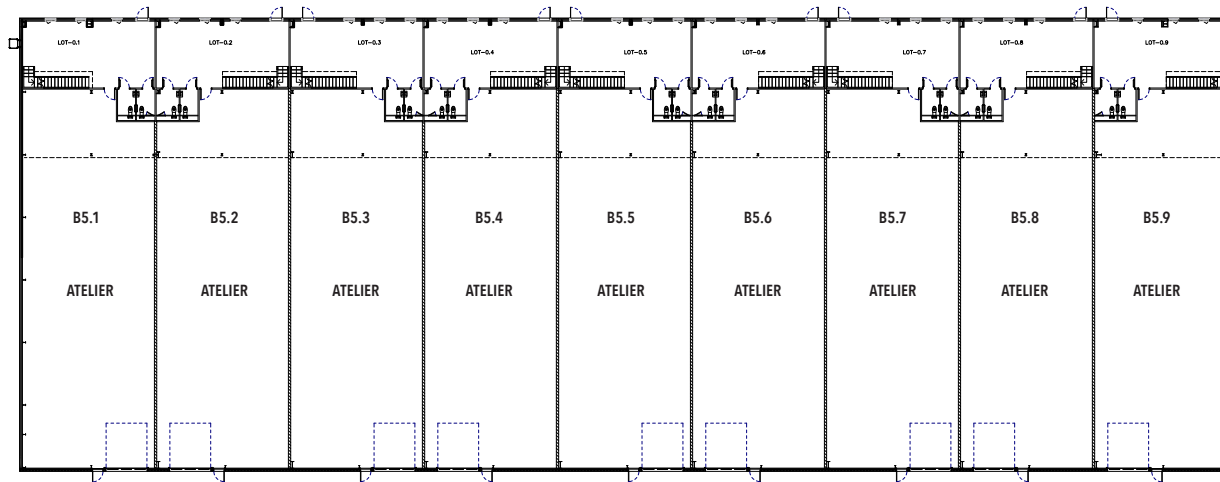 LOT-0.1
LOT-0.2
LOT-0.3
LOT-0.4
LOT-0.5
LOT-0.6
LOT-0.7
LOT-0.8
LOT-0.9
B5.1
B5.2
B5.3
B5.4
B5.5
B5.6
B5.7
B5.8
B5.9
ATELIER
ATELIER
ATELIER
ATELIER
ATELIER
ATELIER
ATELIER
ATELIER
ATELIER